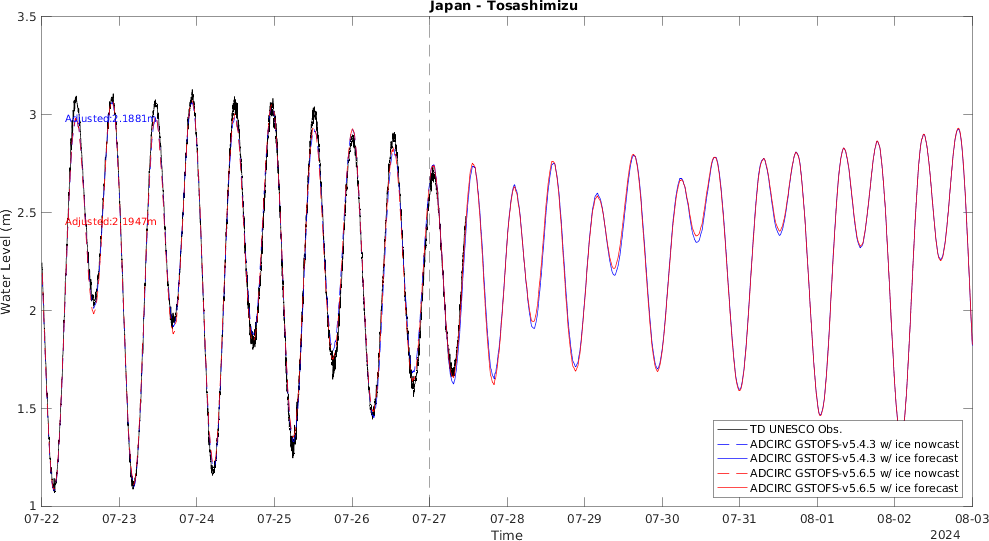 Japan - Tosashimizu
3.5
3
2.5
2
1.5
1
Water Level (m)
Adjusted:2.1881m
Adjusted:2.1947m
TD UNESCO Obs.
ADCIRC GSTOFS-v5.4.3 w/ ice nowcast
ADCIRC GSTOFS-v5.4.3 w/ ice forecast
ADCIRC GSTOFS-v5.6.5 w/ ice nowcast
ADCIRC GSTOFS-v5.6.5 w/ ice forecast
07-22 07-23 07-24 07-25 07-26 07-27 07-28 07-29 07-30 07-31 08-01 08-02 08-03
Time
2024